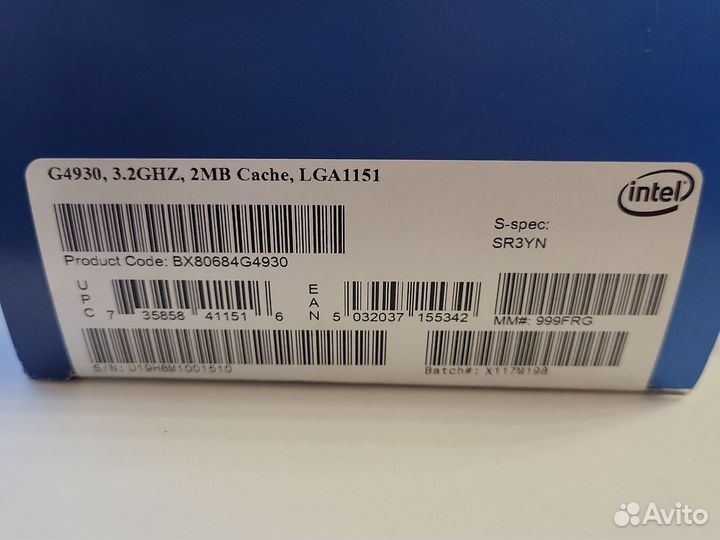 G4930, 3.2GHZ, 2MB Cache, LGA1151
intel
S-spec:
SR3YN
Product Code: BX80684G4930
UPC 7 35858 41151 6
EAN 5 032037 155342
MM#: 999FRG
S/N: U19H8M1001510
Batch#: X117M198
Avito